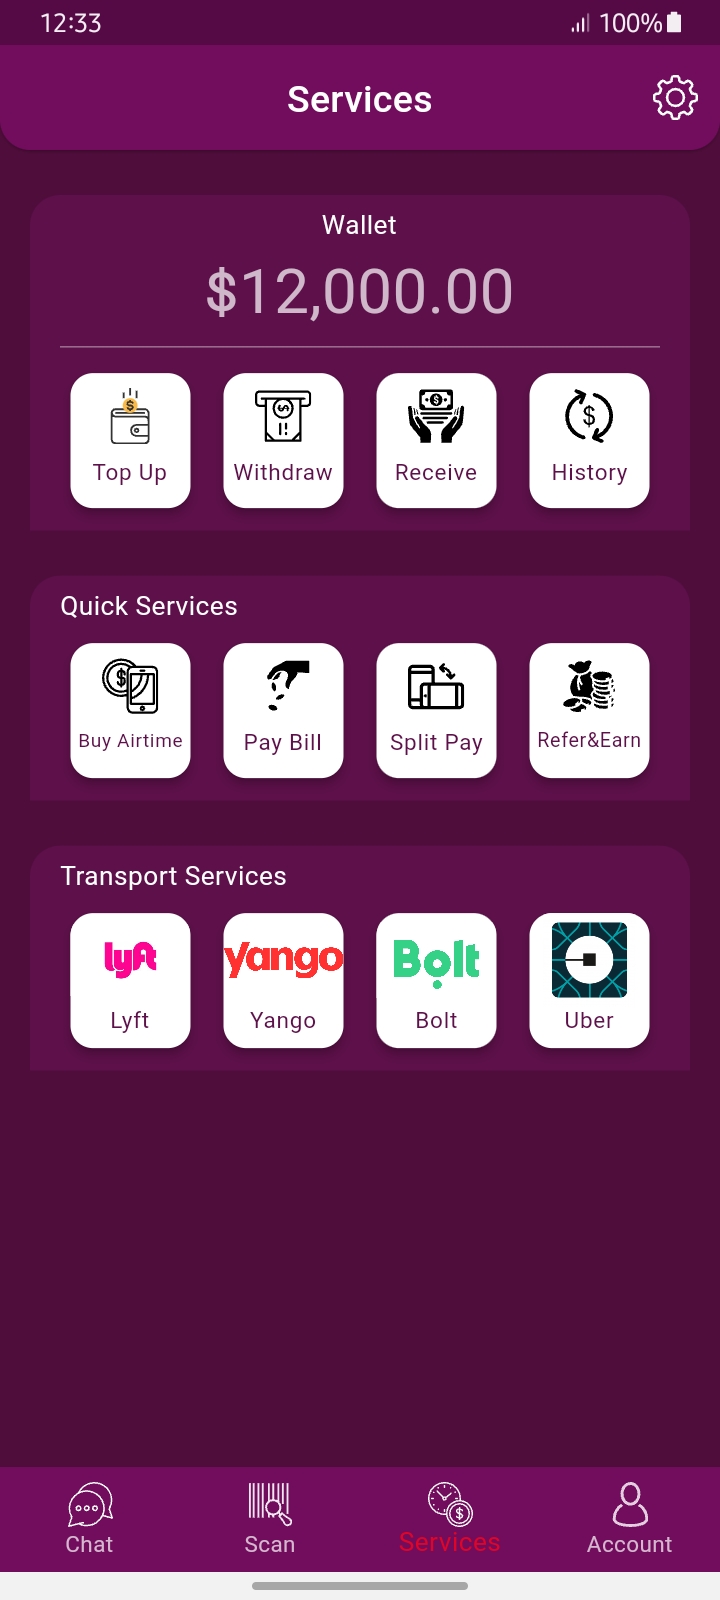 12:33
100%
Services
Wallet
$12,000.00
Top Up
Withdraw
Receive
History
Quick Services
Buy Airtime
Pay Bill
Split Pay
Refer&Earn
Transport Services
lyft
yango
Bolt
Lyft
Yango
Bolt
Uber
Chat
Scan
Services
Account